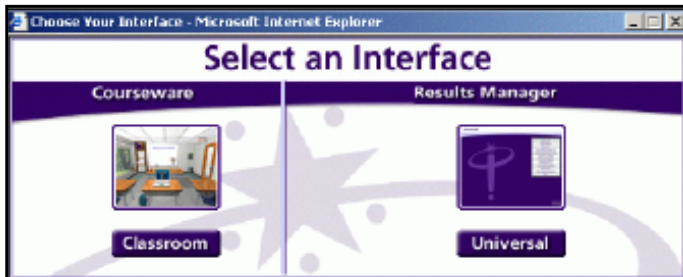 Choose Your Interface - Microsoft Internet Explorer
Select an Interface
Courseware
Results Manager
Classroom
Universal